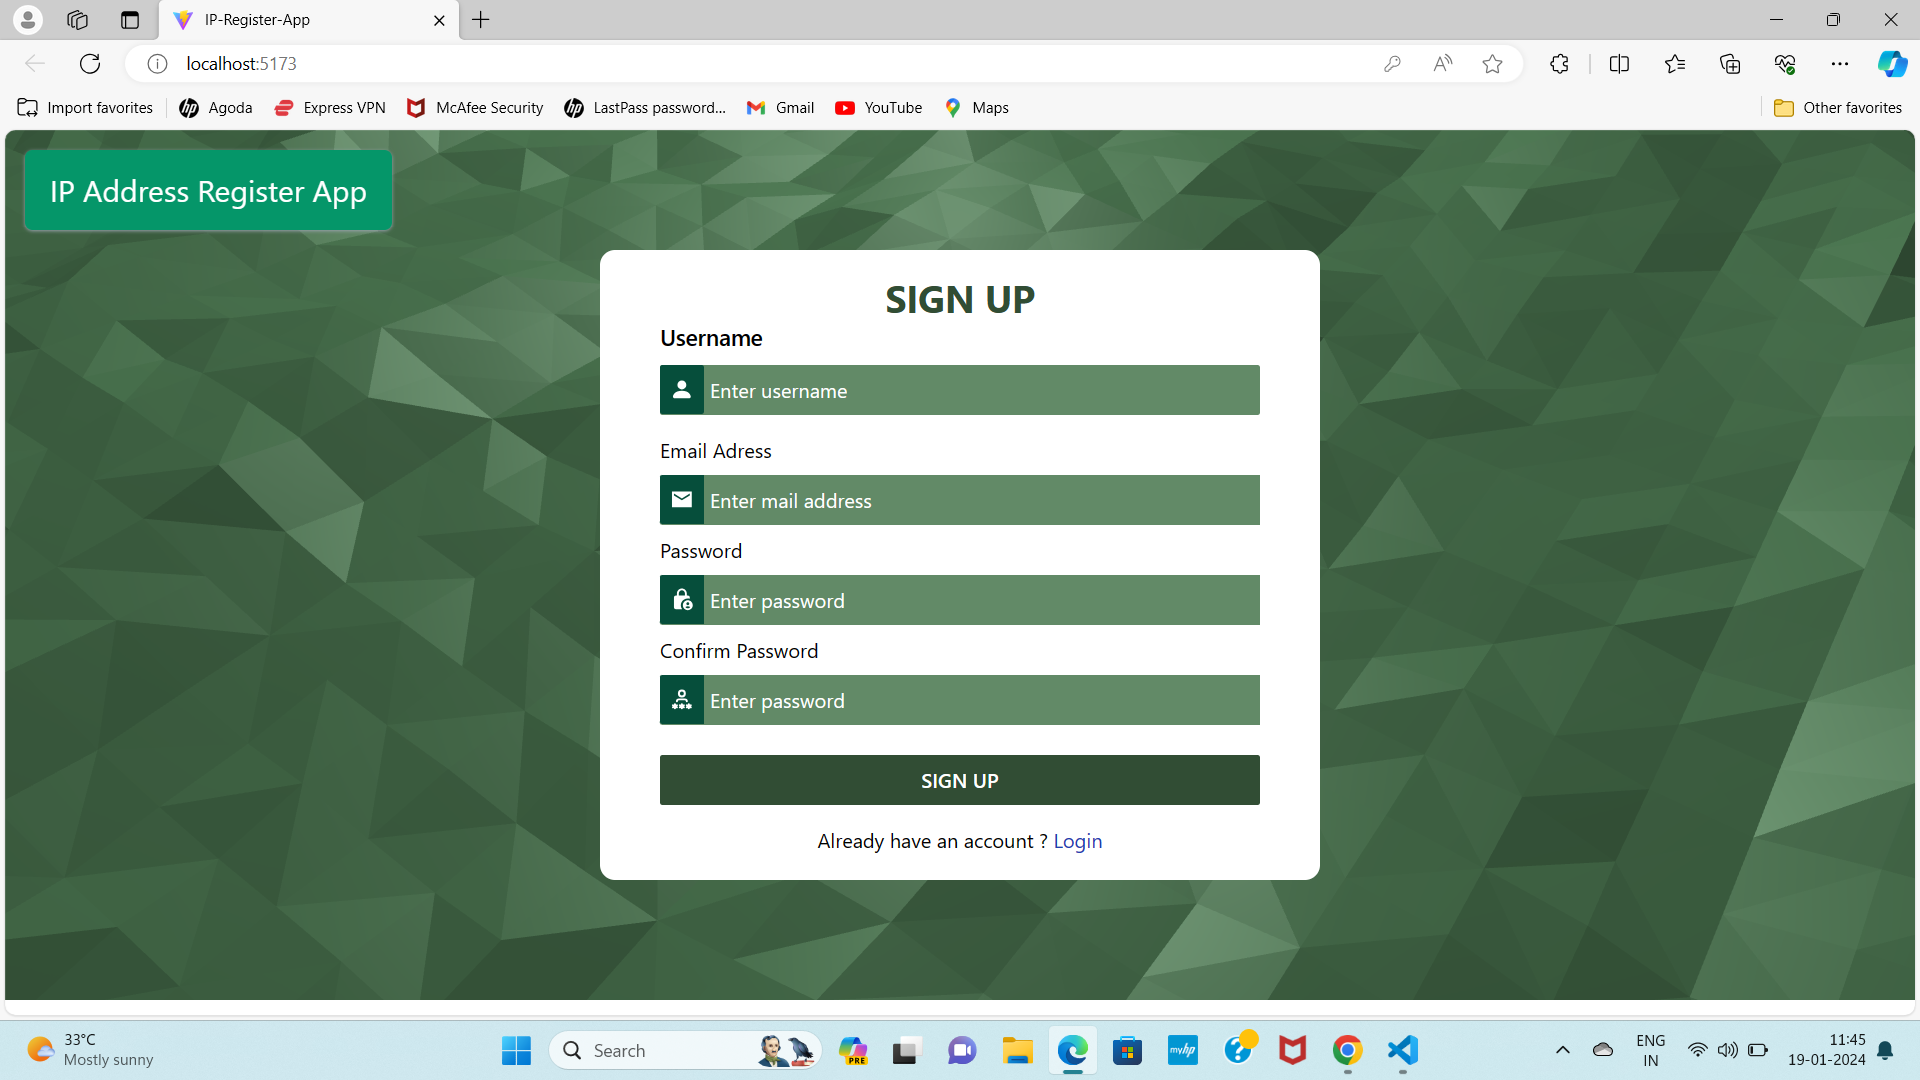 IP-Register-App
localhost:5173
Import favorites
Agoda
Express VPN
McAfee Security
LastPass password...
Gmail
YouTube
Maps
Other favorites
IP Address Register App
SIGN UP
Username
Enter username
Email Adress
Enter mail address
Password
Enter password
Confirm Password
Enter password
SIGN UP
Already have an account ? Login
33°C
Mostly sunny
Search
PRE
myhp
ENG
IN
11:45
19-01-2024